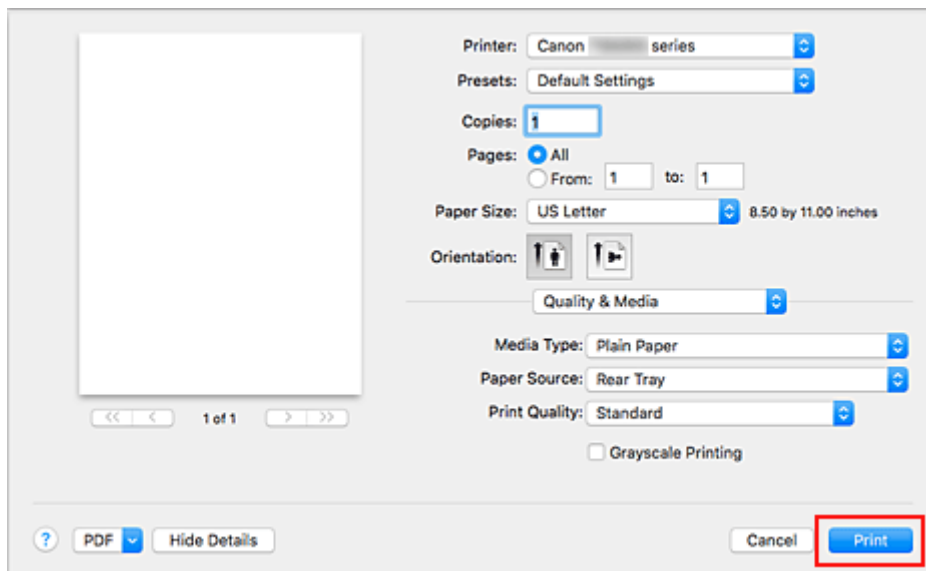 Printer: Canon series
Presets: Default Settings
Copies: 1
Pages: All
From: 1 to: 1
Paper Size: US Letter 8.50 by 11.00 inches
Orientation:
Quality & Media
Media Type: Plain Paper
Paper Source: Rear Tray
Print Quality: Standard
Grayscale Printing
<< < 1 of 1 > >>
? PDF Hide Details Cancel Print